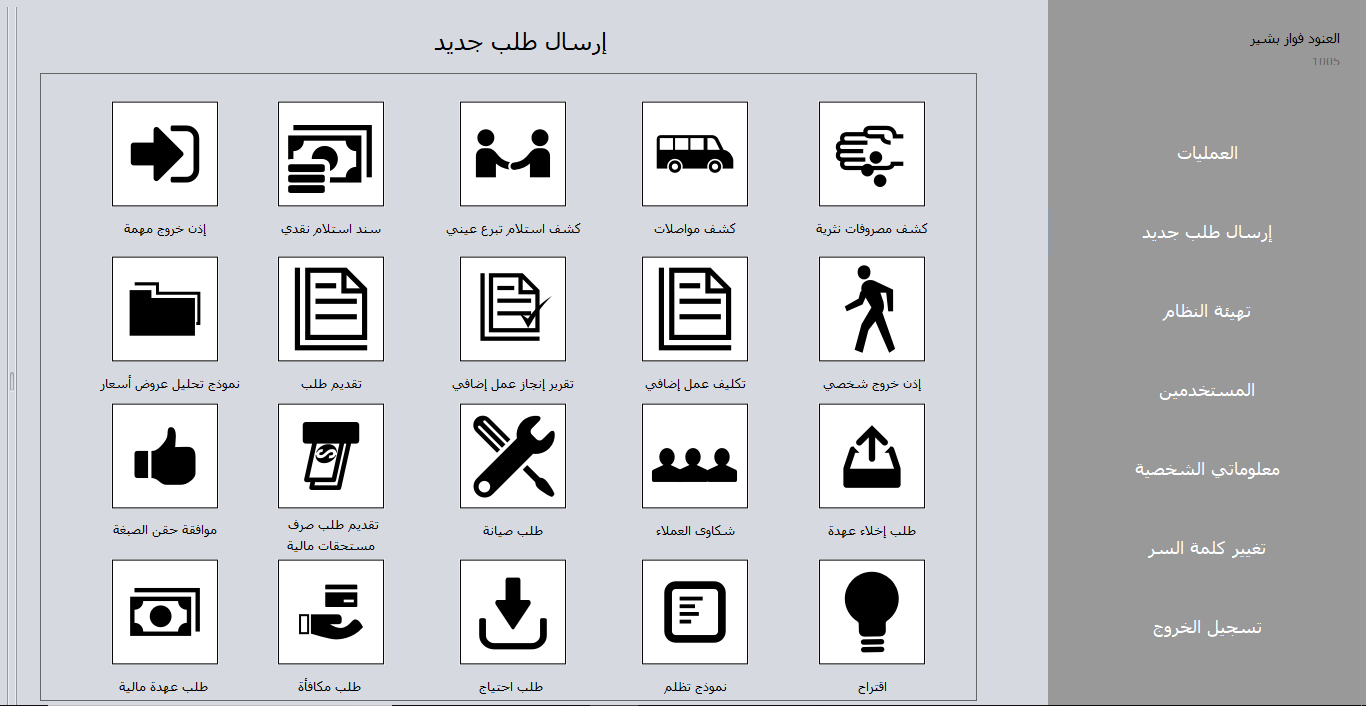 العنود فواز بشير
1005
العمليات
إرسال طلب جديد
تهيئة النظام
المستخدمين
معلوماتي الشخصية
تغيير كلمة السر
تسجيل الخروج
إرسال طلب جديد
كشف مصروفات نثرية
كشف مواصلات
كشف استلام تبرع عيني
سند استلام نقدي
إذن خروج مهمة
إذن خروج شخصي
تكليف عمل إضافي
تقرير إنجاز عمل إضافي
تقديم طلب
نموذج تحليل عروض أسعار
طلب إخلاء عهدة
شكاوى العملاء
طلب صيانة
تقديم طلب صرف
مستحقات مالية
موافقة حقن الصبغة
اقتراح
نموذج تظلم
طلب احتياج
طلب مكافأة
طلب عهدة مالية